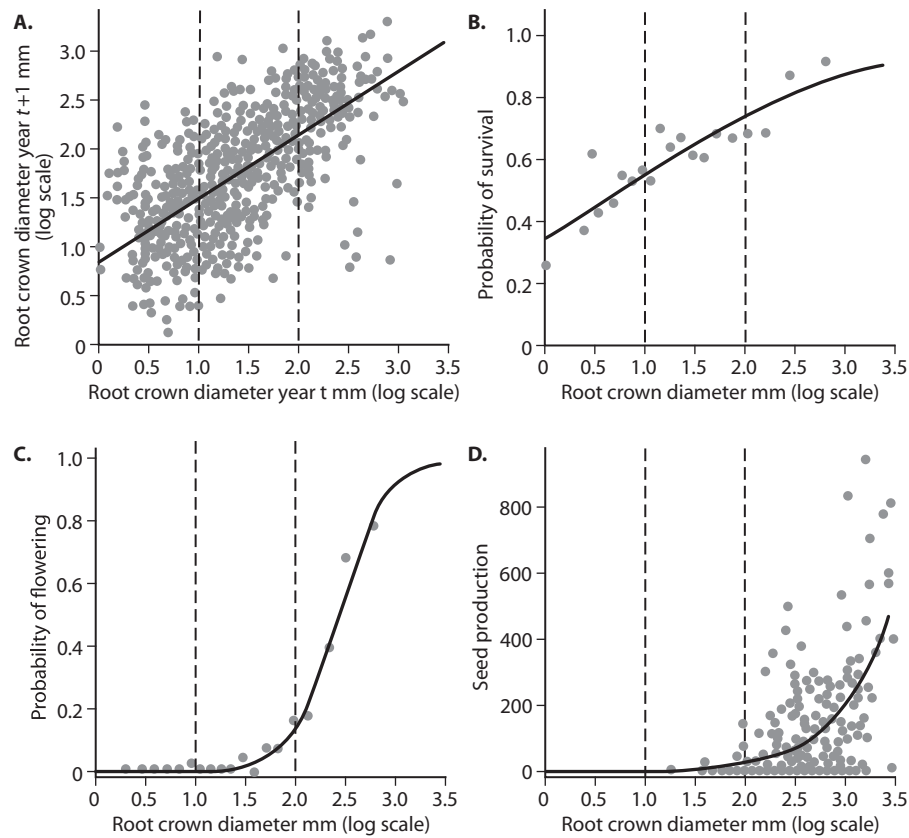 A.
3.0
2.5
2.0
1.5
1.0
0.5
0
Root crown diameter year t+1 mm
(log scale)
0 0.5 1.0 1.5 2.0 2.5 3.0 3.5
Root crown diameter year t mm (log scale)
B.
1.0
0.8
0.6
0.4
0.2
0
Probability of survival
0 0.5 1.0 1.5 2.0 2.5 3.0 3.5
Root crown diameter mm (log scale)
C.
1.0
0.8
0.6
0.4
0.2
0
Probability of flowering
0 0.5 1.0 1.5 2.0 2.5 3.0 3.5
Root crown diameter mm (log scale)
D.
800
600
400
200
0
Seed production
0 0.5 1.0 1.5 2.0 2.5 3.0 3.5
Root crown diameter mm (log scale)